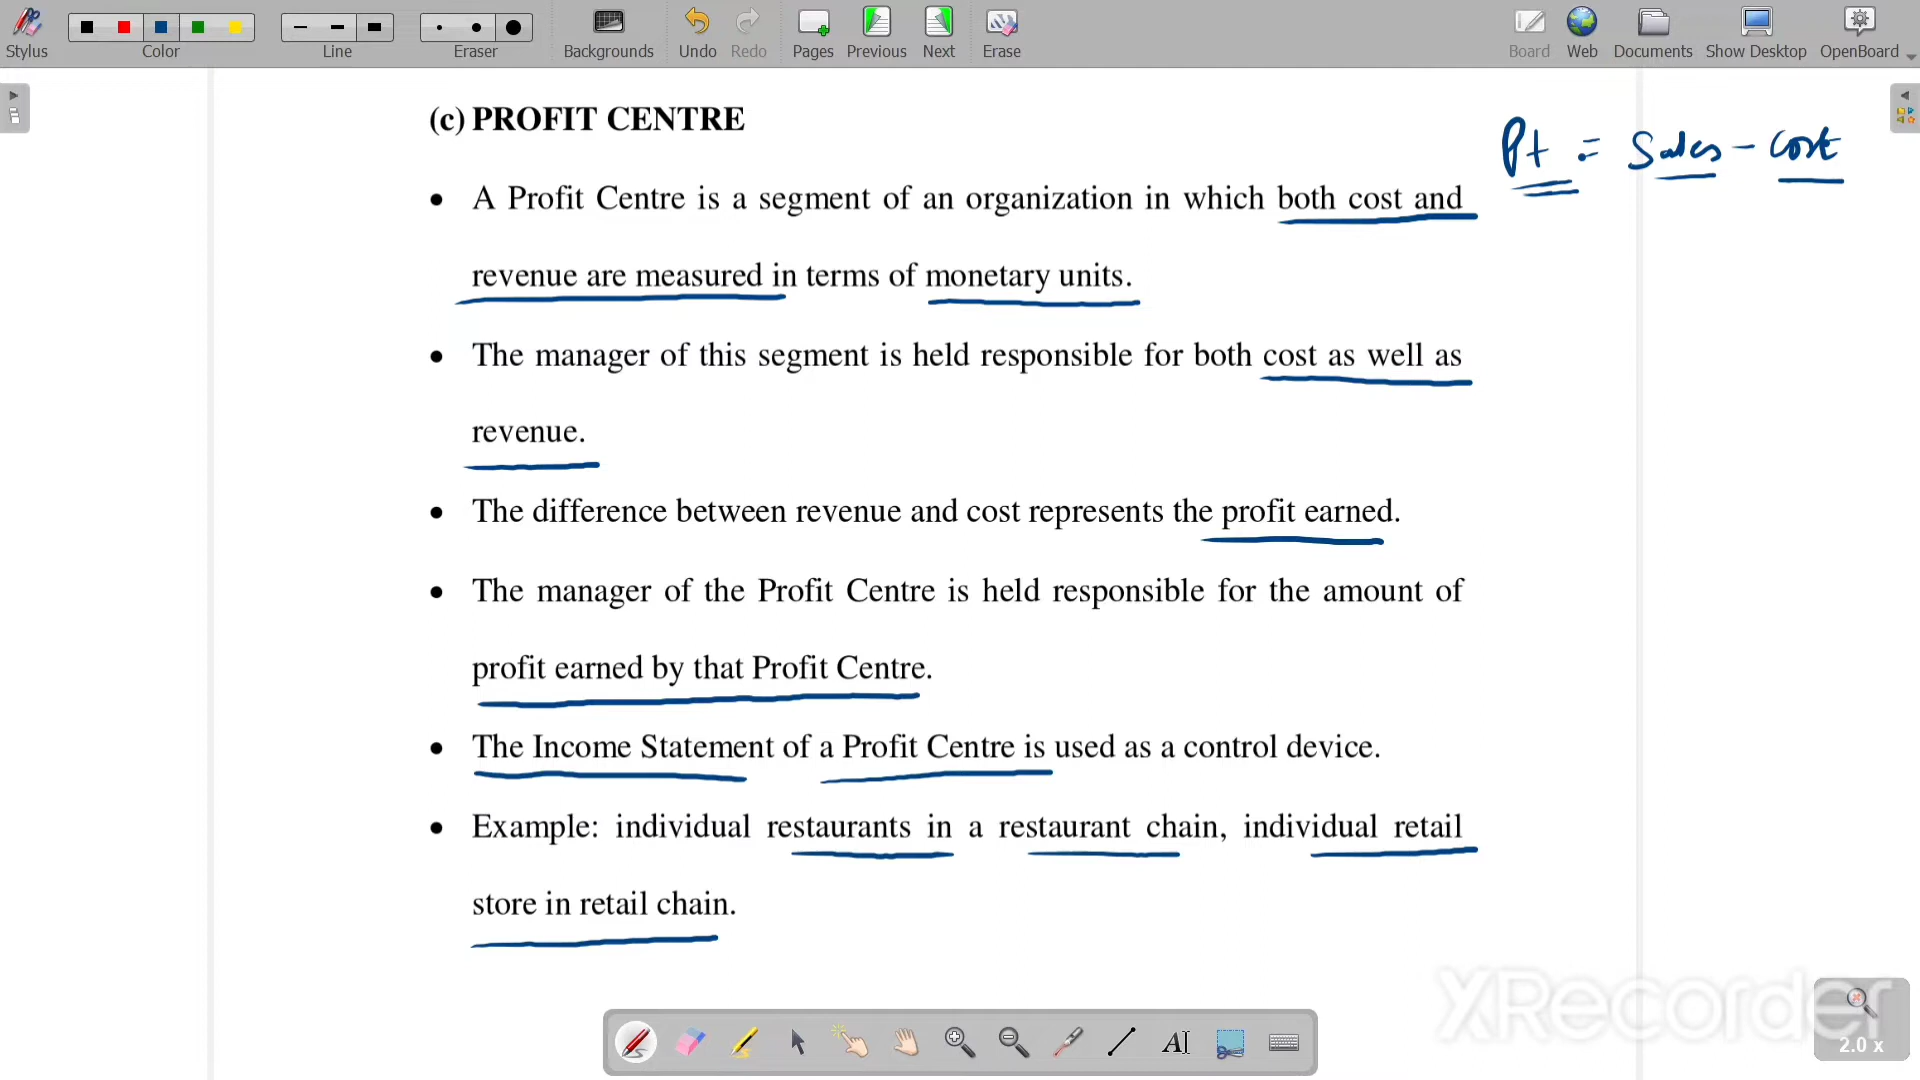 Stylus Color Line Eraser Backgrounds Undo Redo Pages Previous Next Erase Board Web Documents Show Desktop OpenBoard
(c) PROFIT CENTRE
Pt = Sales - Cost
• A Profit Centre is a segment of an organization in which both cost and
revenue are measured in terms of monetary units.
• The manager of this segment is held responsible for both cost as well as
revenue.
• The difference between revenue and cost represents the profit earned.
• The manager of the Profit Centre is held responsible for the amount of
profit earned by that Profit Centre.
• The Income Statement of a Profit Centre is used as a control device.
• Example: individual restaurants in a restaurant chain, individual retail
store in retail chain.
XRecorder
2.0 x